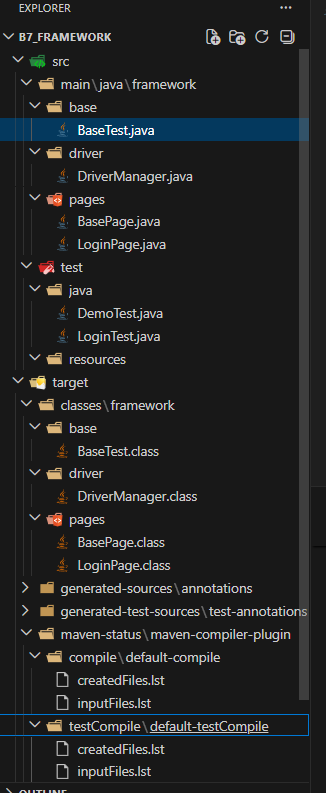 EXPLORER
B7_FRAMEWORK
src
main\java\framework
base
BaseTest.java
driver
DriverManager.java
pages
BasePage.java
LoginPage.java
test
java
DemoTest.java
LoginTest.java
resources
target
classes\framework
base
BaseTest.class
driver
DriverManager.class
pages
BasePage.class
LoginPage.class
generated-sources\annotations
generated-test-sources\test-annotations
maven-status\maven-compiler-plugin
compile\default-compile
createdFiles.lst
inputFiles.lst
testCompile\default-testCompile
createdFiles.lst
inputFiles.lst
OUTLINE